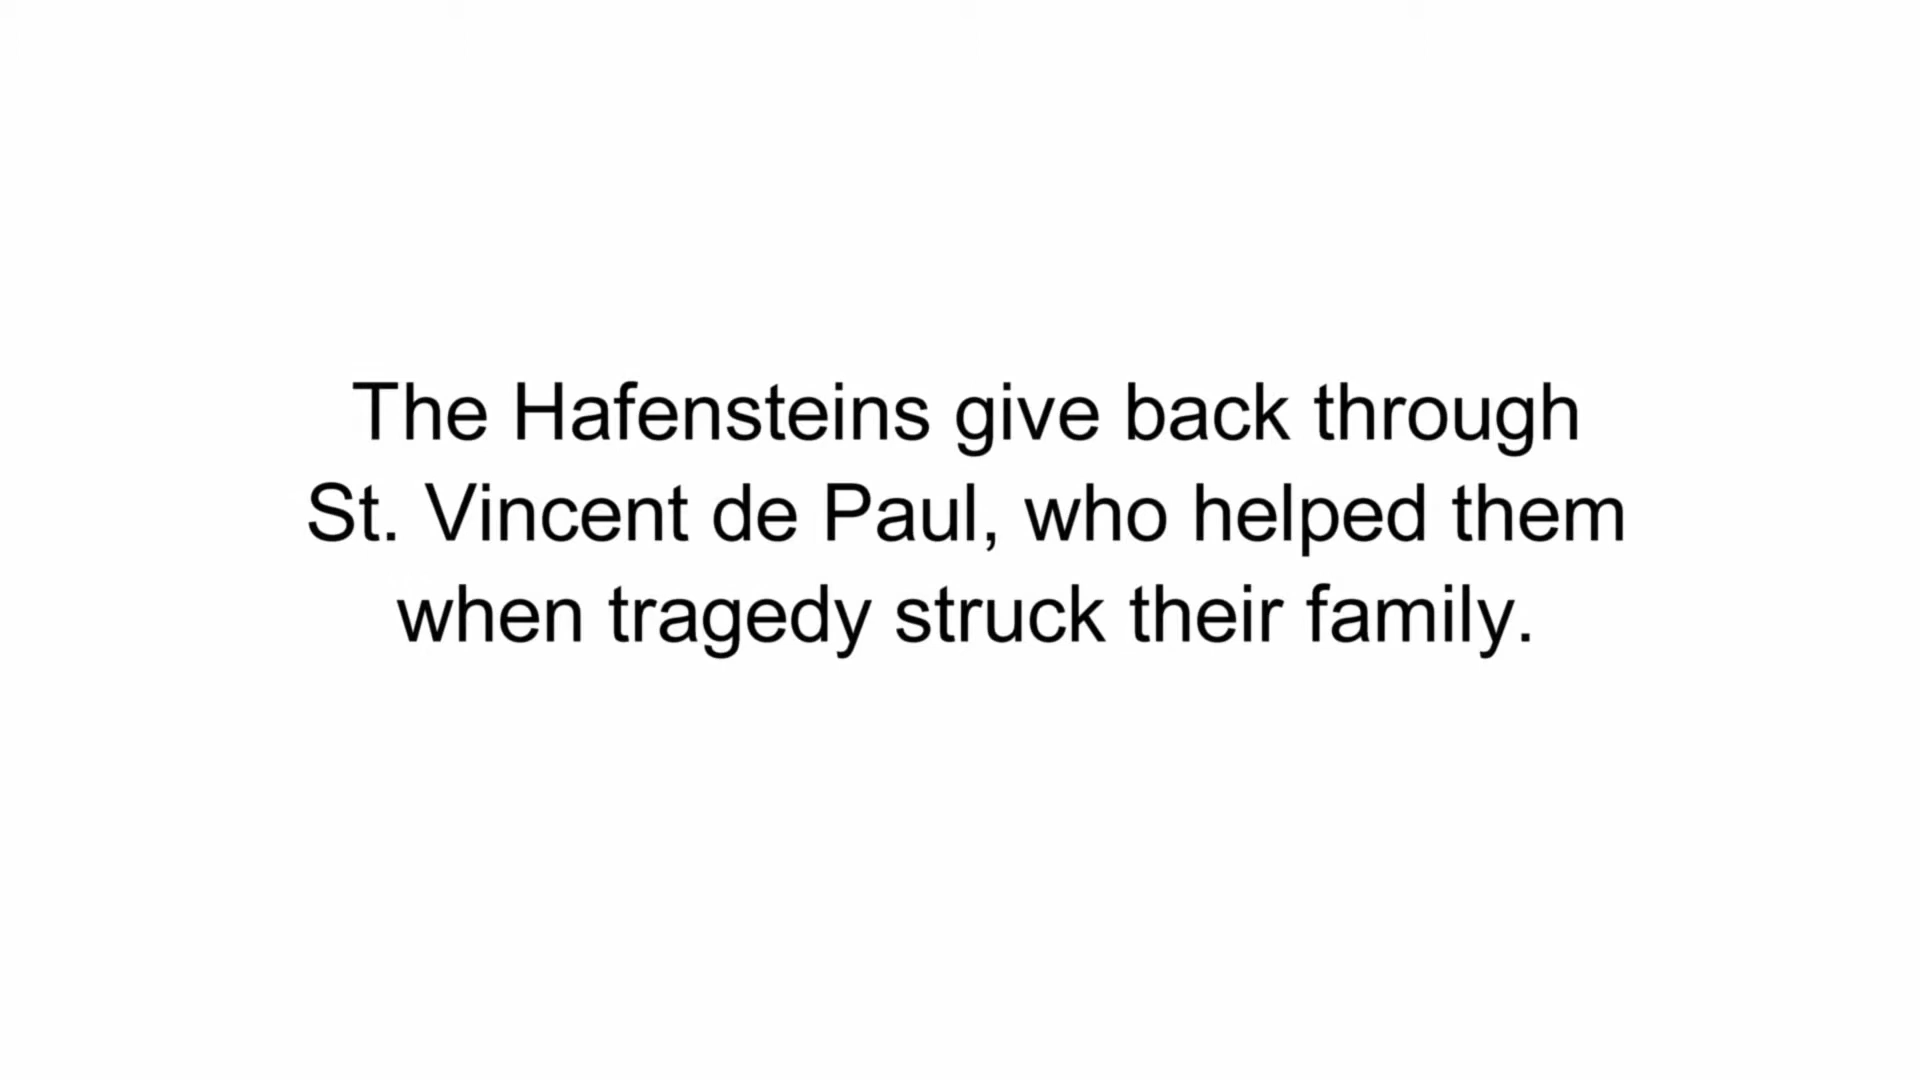 The Hafensteins give back through
St. Vincent de Paul, who helped them
when tragedy struck their family.